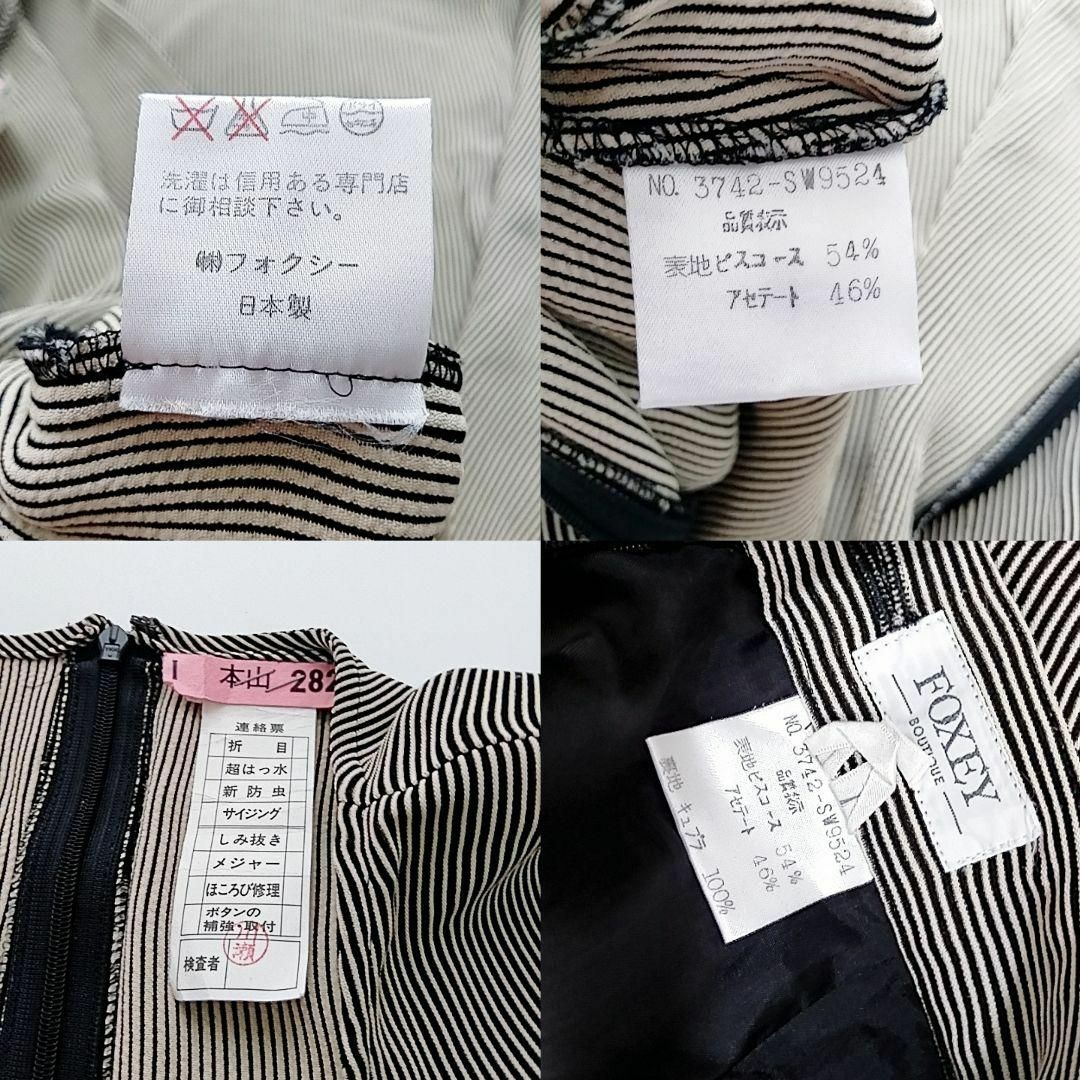 ドライ
洗濯は信用ある専門店
に御相談下さい。
㈱フォクシー
日本製
NO. 3742-SW9524
品質表示
表地ビスコース 54%
アセテート 46%
I 本山 282
連絡票
折目
超はっ水
新防虫
サイジング
しみ抜き
メジャー
ほころび修理
ボタンの
補強・取付
検査者
川瀬
FOXEY
BOUTIQUE
NO. 3742-SW9524
品質表示
表地ビスコース 54%
アセテート 46%
裏地 キュプラ 100%